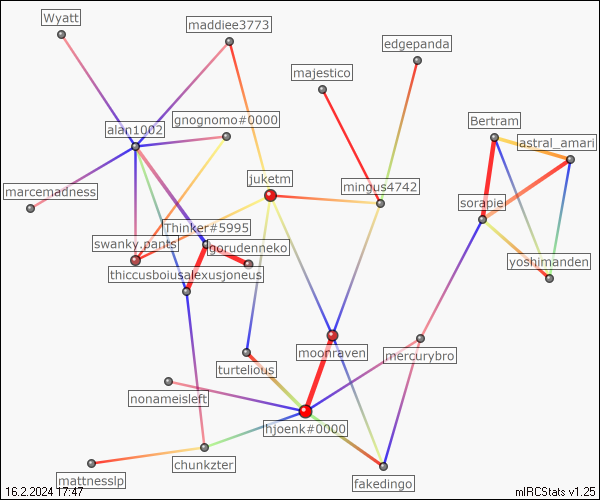 Wyatt
maddiee3773
edgepanda
majestico
gnognomo#0000
alan1002
Bertram
astral_amari
juketm
mingus4742
marcemadness
sorapie
Thinker#5995
swanky.pants
gorudenneko
yoshimanden
thiccusboiusalexusjoneus
moonraven
mercurybro
turtelious
nonameisleft
hjoenk#0000
chunkzter
mattnesslp
fakedingo
16.2.2024 17:47
mIRCStats v1.25